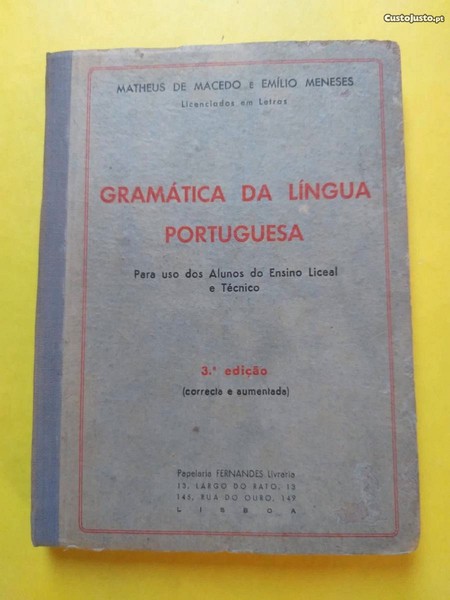 CustoJusto.pt
MATHEUS DE MACEDO E EMÍLIO MENESES
Licenciados em Letras
GRAMÁTICA DA LÍNGUA
PORTUGUESA
Para uso dos Alunos do Ensino Liceal
e Técnico
3.ª edição
(correcta e aumentada)
Papelaria FERNANDES Livraria
13, LARGO DO RATO, 13
145, RUA DO OURO, 149
LISBOA